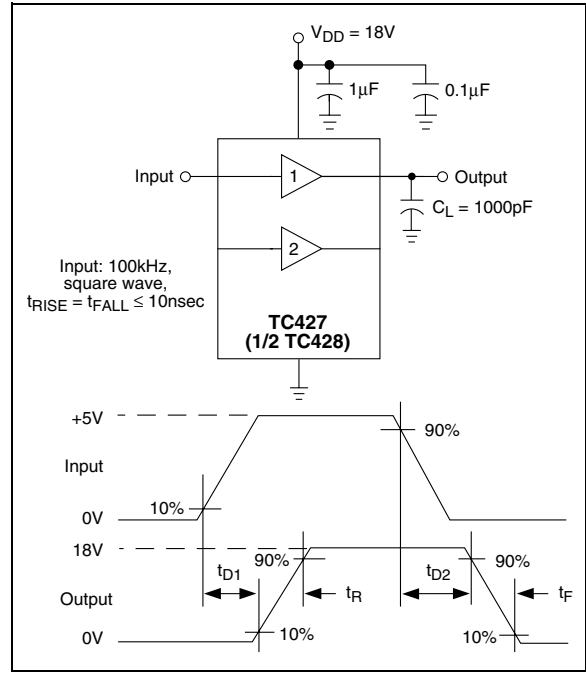 V_DD = 18V
1μF
0.1μF
Input
1
Output
C_L = 1000pF
2
Input: 100kHz,
square wave,
t_RISE = t_FALL ≤ 10nsec
TC427
(1/2 TC428)
+5V
90%
Input
10%
0V
18V
90%
90%
t_D1
t_R
t_D2
t_F
Output
10%
10%
0V